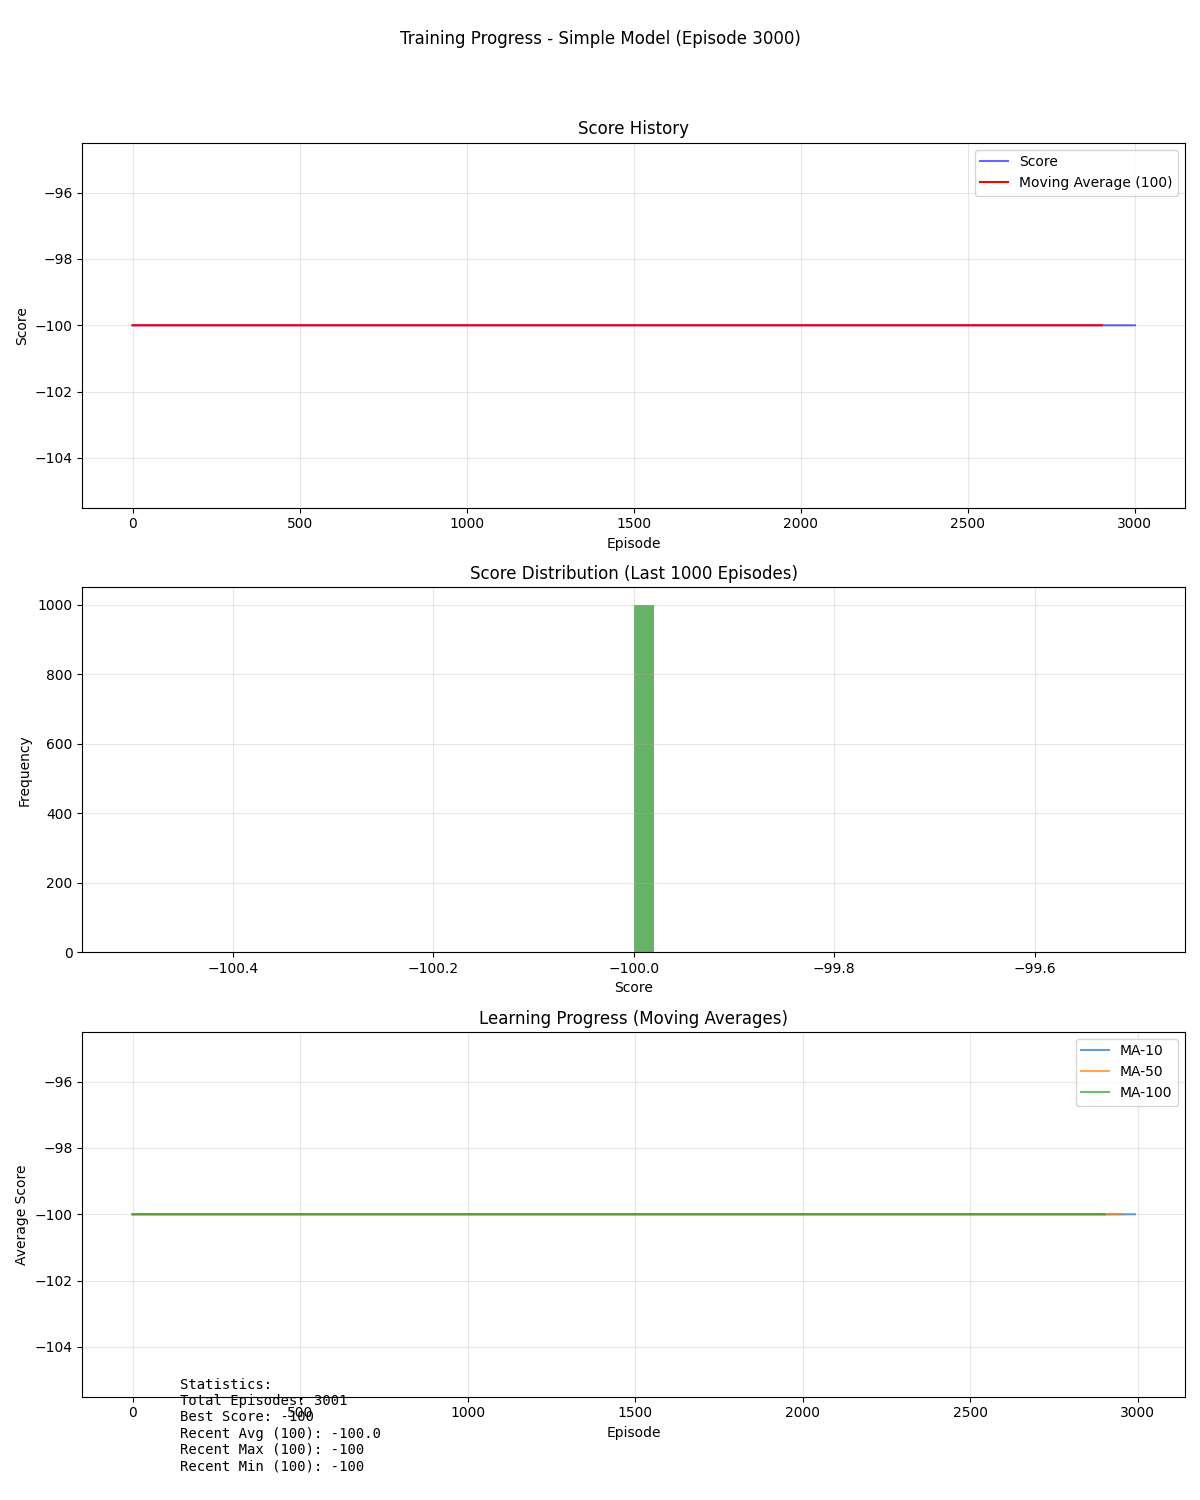 Training Progress - Simple Model (Episode 3000)
Score History
Score
Moving Average (100)
−96
−98
−100
−102
−104
Score
0 500 1000 1500 2000 2500 3000
Episode
Score Distribution (Last 1000 Episodes)
1000
800
600
400
200
0
Frequency
−100.4 −100.2 −100.0 −99.8 −99.6
Score
Learning Progress (Moving Averages)
MA-10
MA-50
MA-100
−96
−98
−100
−102
−104
Average Score
0 500 1000 1500 2000 2500 3000
Episode
Statistics:
Total Episodes: 3001
Best Score: -100
Recent Avg (100): -100.0
Recent Max (100): -100
Recent Min (100): -100